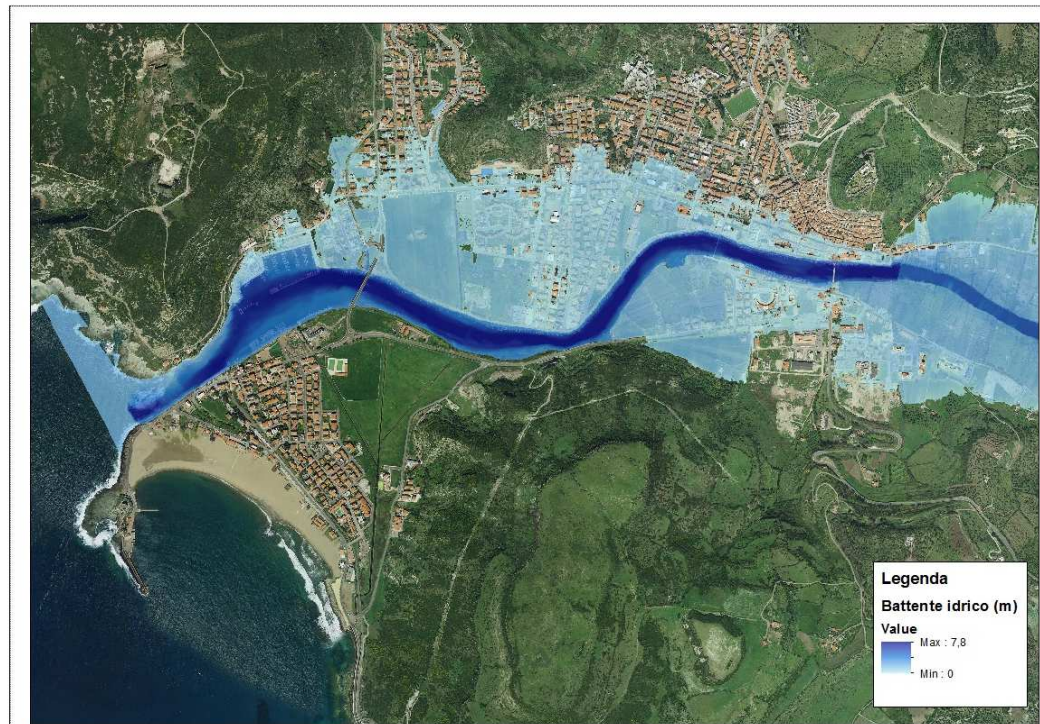 Legenda
Battente idrico (m)
Value
Max : 7,8
Min : 0